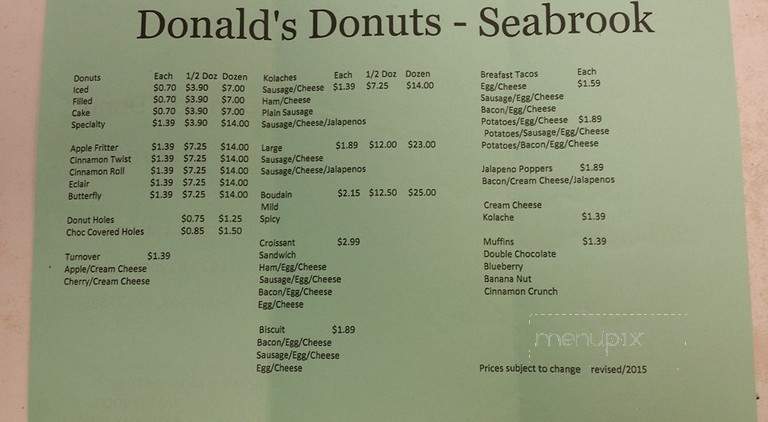 Donald's Donuts - Seabrook
Donuts Each 1/2 Doz Dozen
Iced $0.70 $3.90 $7.00
Filled $0.70 $3.90 $7.00
Cake $0.70 $3.90 $7.00
Specialty $1.39 $3.90 $14.00
Apple Fritter $1.39 $7.25 $14.00
Cinnamon Twist $1.39 $7.25 $14.00
Cinnamon Roll $1.39 $7.25 $14.00
Eclair $1.39 $7.25 $14.00
Butterfly $1.39 $7.25 $14.00
Donut Holes $0.75 $1.25
Choc Covered Holes $0.85 $1.50
Turnover $1.39
Apple/Cream Cheese
Cherry/Cream Cheese
Kolaches Each 1/2 Doz Dozen
Sausage/Cheese $1.39 $7.25 $14.00
Ham/Cheese
Plain Sausage
Sausage/Cheese/Jalapenos
Large $1.89 $12.00 $23.00
Sausage/Cheese
Sausage/Cheese/Jalapenos
Boudain $2.15 $12.50 $25.00
Mild
Spicy
Croissant $2.99
Sandwich
Ham/Egg/Cheese
Sausage/Egg/Cheese
Bacon/Egg/Cheese
Egg/Cheese
Biscuit $1.89
Bacon/Egg/Cheese
Sausage/Egg/Cheese
Egg/Cheese
Breafast Tacos Each
Egg/Cheese $1.59
Sausage/Egg/Cheese
Bacon/Egg/Cheese
Potatoes/Egg/Cheese $1.89
Potatoes/Sausage/Egg/Cheese
Potatoes/Bacon/Egg/Cheese
Jalapeno Poppers $1.89
Bacon/Cream Cheese/Jalapenos
Cream Cheese
Kolache $1.39
Muffins $1.39
Double Chocolate
Blueberry
Banana Nut
Cinnamon Crunch
menupix
Prices subject to change revised/2015